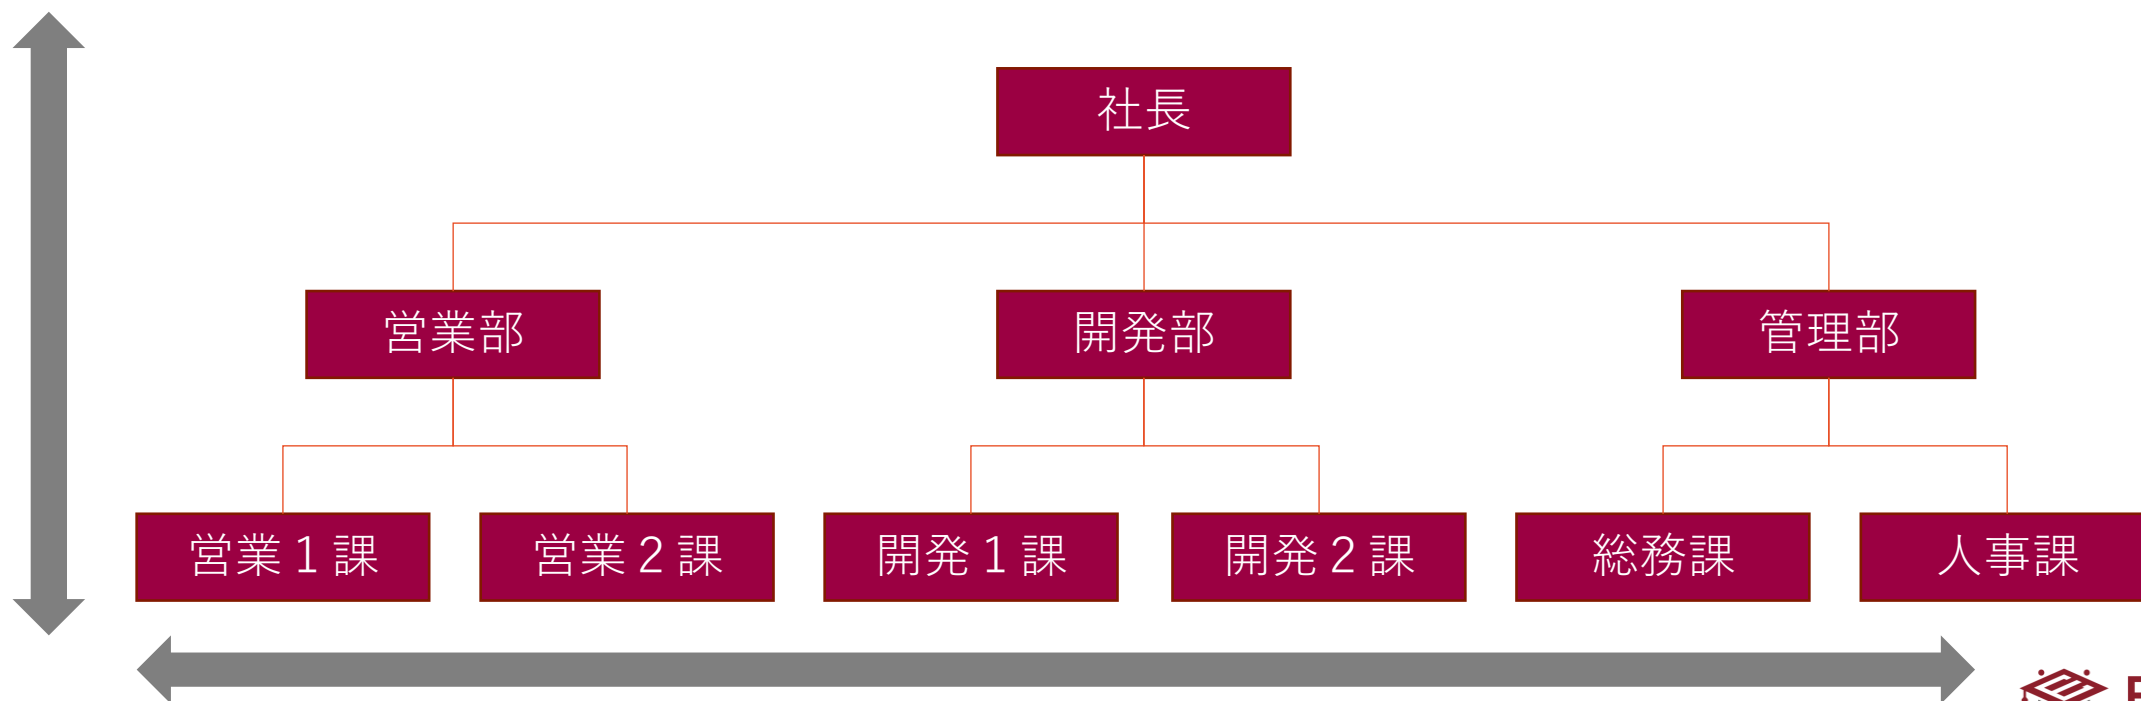 社長
営業部
開発部
管理部
営業１課
営業２課
開発１課
開発２課
総務課
人事課